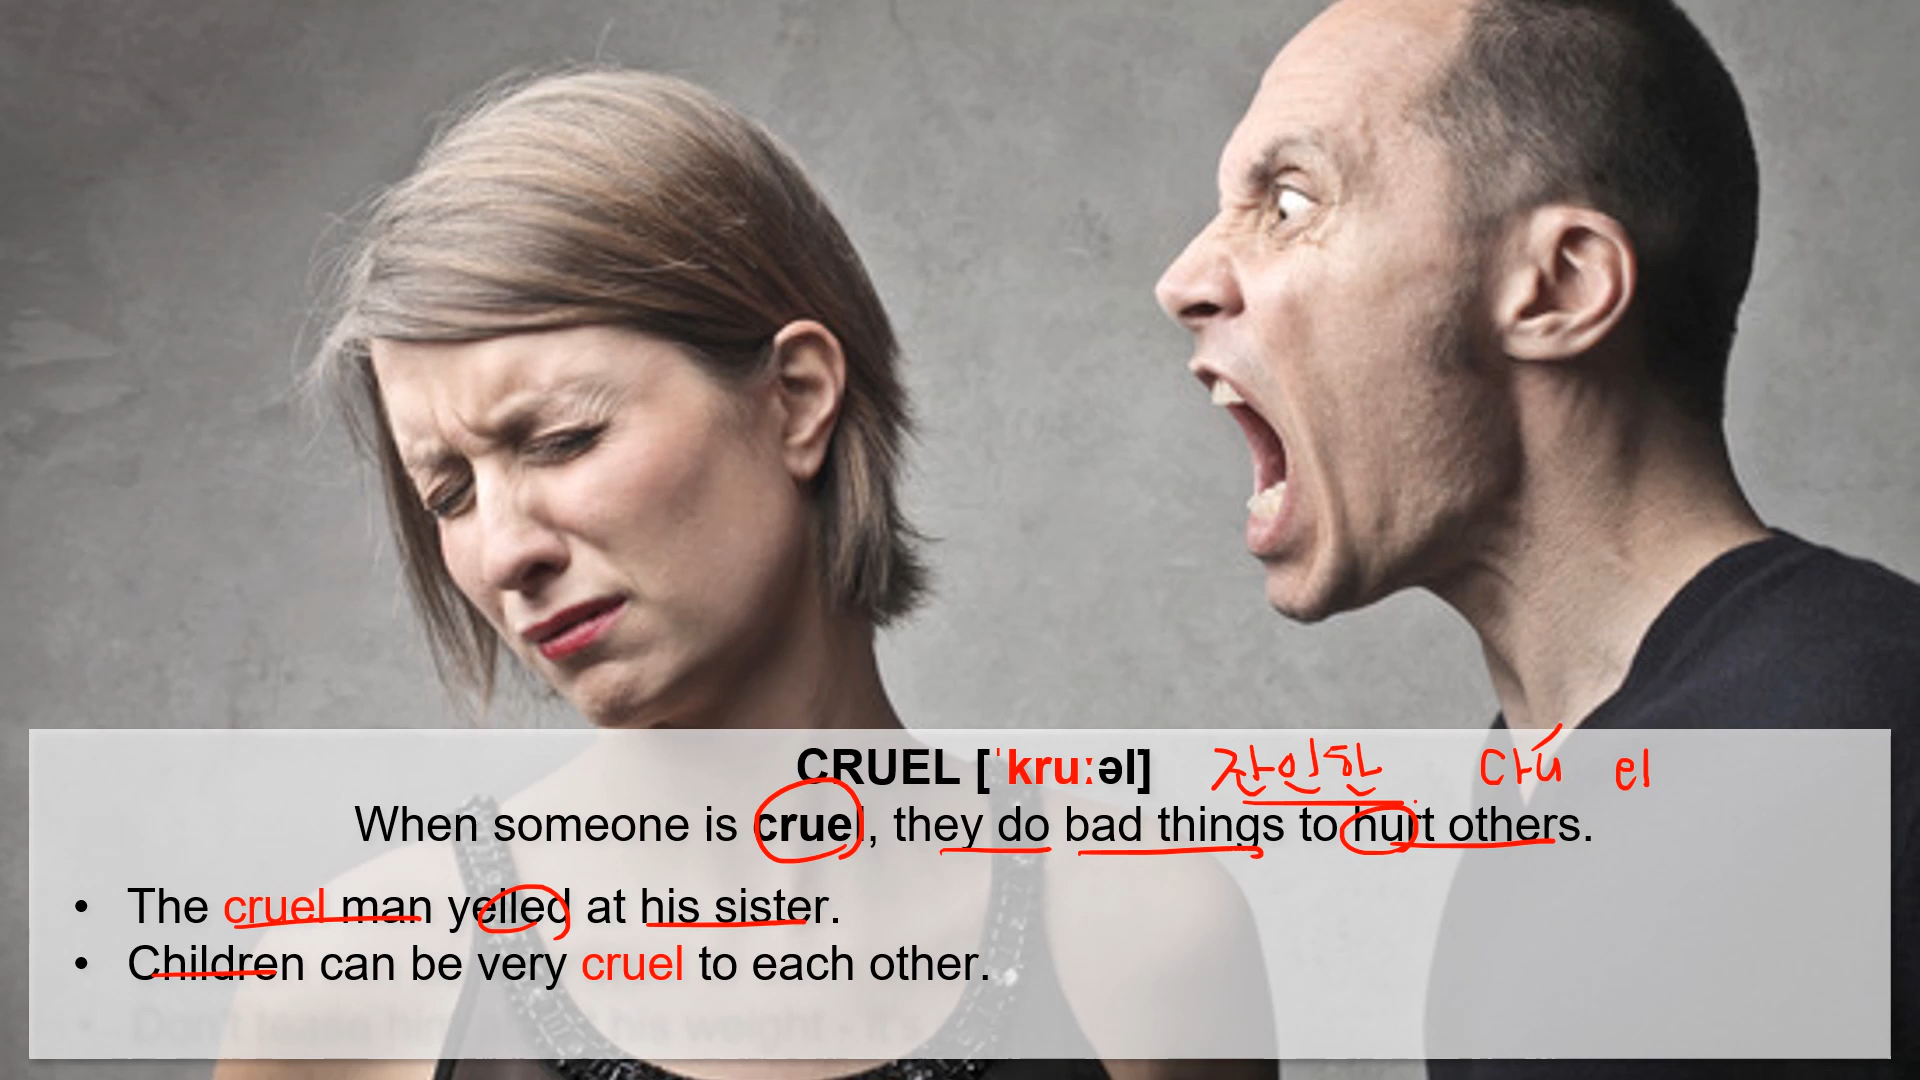 CRUEL [ˈkruːəl] 잔인한 Crú el
When someone is cruel, they do bad things to hurt others.
• The cruel man yelled at his sister.
• Children can be very cruel to each other.